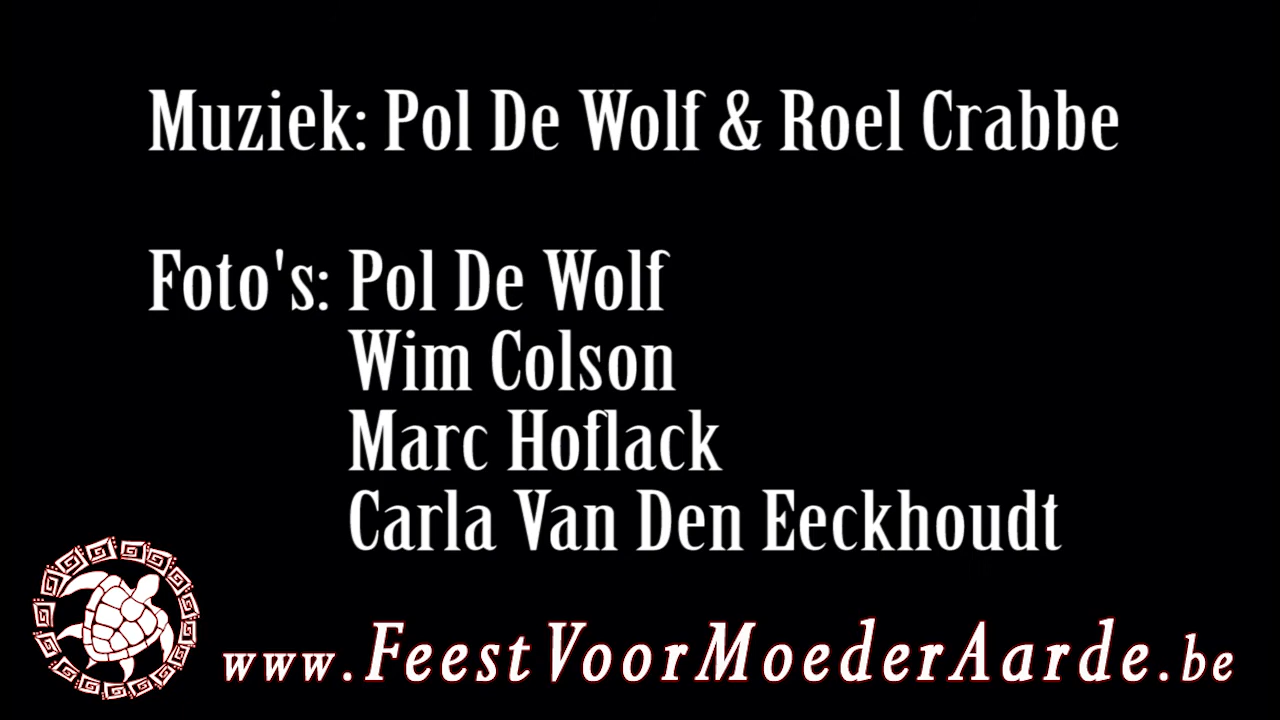 Muziek: Pol De Wolf & Roel Crabbe
Foto's: Pol De Wolf
Wim Colson
Marc Hoflack
Carla Van Den Eeckhoudt
www.FeestVoorMoederAarde.be